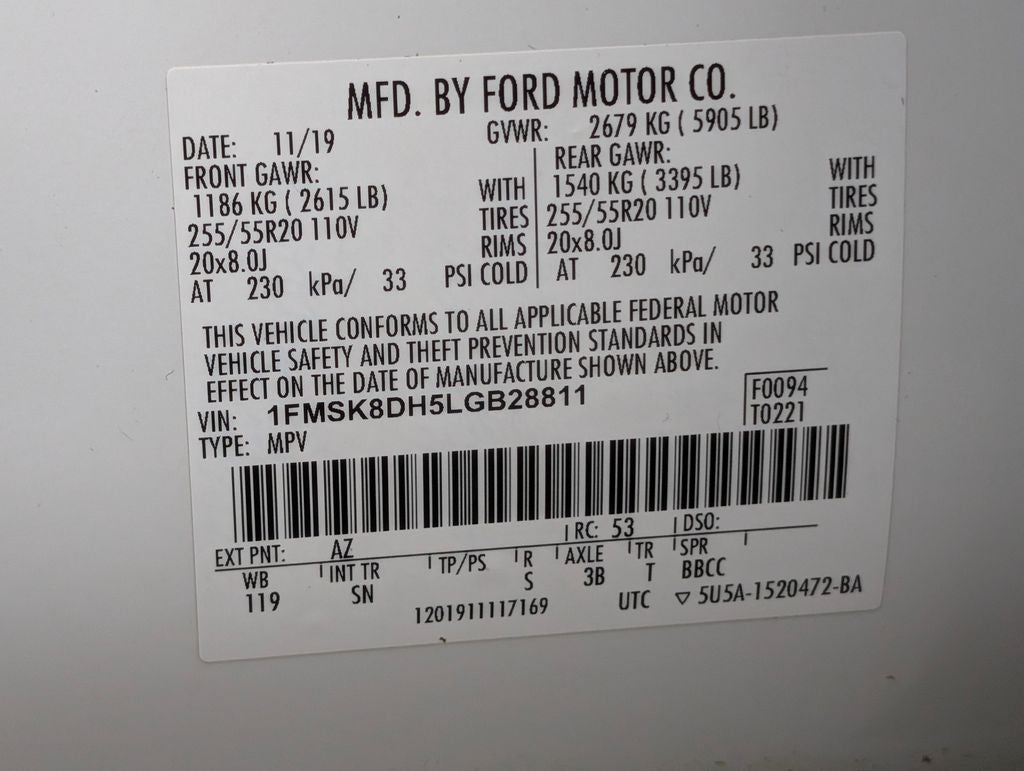 MFD. BY FORD MOTOR CO.
DATE: 11/19 GVWR: 2679 KG ( 5905 LB)
FRONT GAWR: REAR GAWR:
1186 KG ( 2615 LB) WITH 1540 KG ( 3395 LB) WITH
255/55R20 110V TIRES 255/55R20 110V TIRES
20x8.0J RIMS 20x8.0J RIMS
AT 230 kPa/ 33 PSI COLD AT 230 kPa/ 33 PSI COLD
THIS VEHICLE CONFORMS TO ALL APPLICABLE FEDERAL MOTOR
VEHICLE SAFETY AND THEFT PREVENTION STANDARDS IN
EFFECT ON THE DATE OF MANUFACTURE SHOWN ABOVE.
VIN: 1FMSK8DH5LGB28811 F0094
TYPE: MPV T0221
EXT PNT: AZ RC: 53 DSO:
WB INT TR TP/PS R AXLE TR SPR
119 SN S 3B T BBCC
1201911117169 UTC ▽ 5U5A-1520472-BA